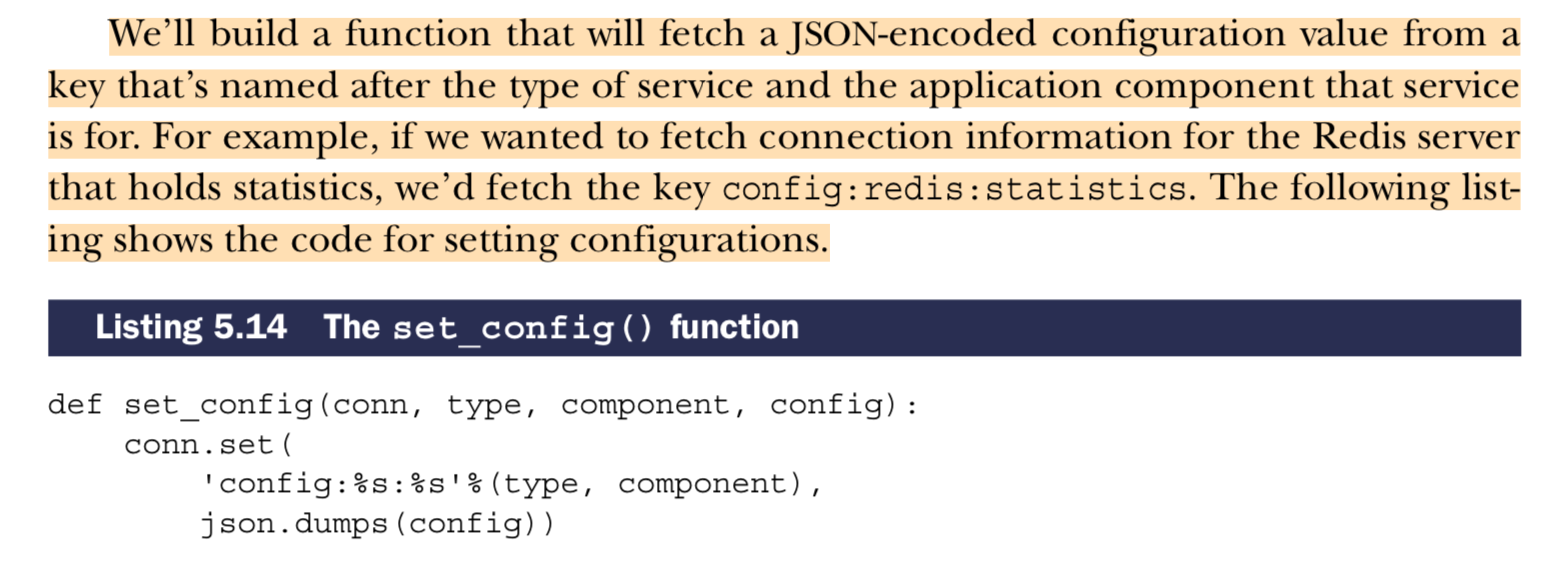 We’ll build a function that will fetch a JSON-encoded configuration value from a
key that’s named after the type of service and the application component that service
is for. For example, if we wanted to fetch connection information for the Redis server
that holds statistics, we’d fetch the key config:redis:statistics. The following list-
ing shows the code for setting configurations.
Listing 5.14 The set_config() function
def set_config(conn, type, component, config):
    conn.set(
        'config:%s:%s'%(type, component),
        json.dumps(config))